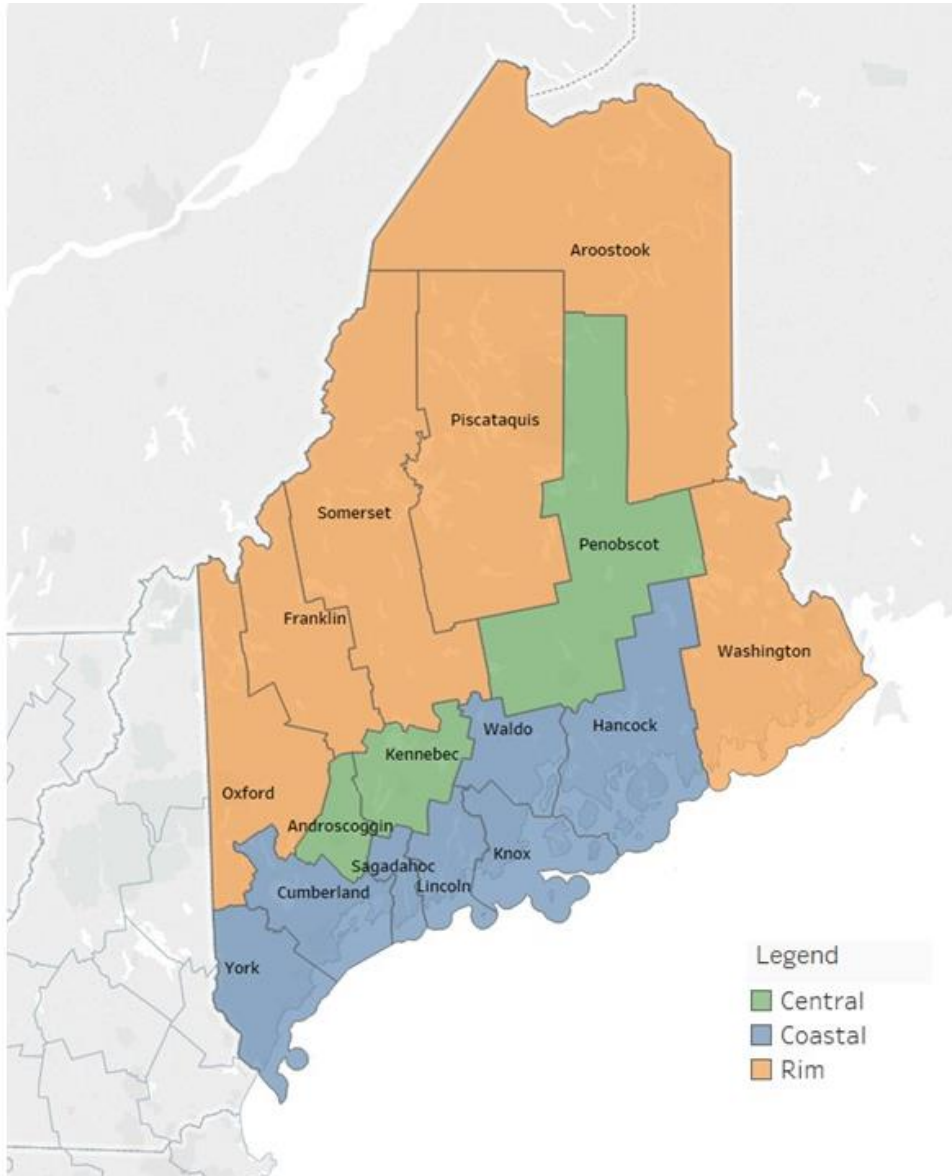 Aroostook
Piscataquis
Somerset
Penobscot
Franklin
Washington
Waldo
Hancock
Kennebec
Oxford
Androscoggin
Knox
Sagadahoc
Lincoln
Cumberland
York
Legend
Central
Coastal
Rim